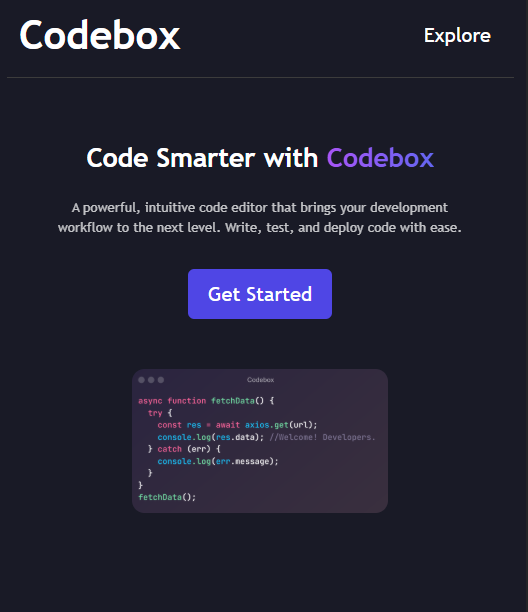 Codebox
Explore
Code Smarter with Codebox
A powerful, intuitive code editor that brings your development
workflow to the next level. Write, test, and deploy code with ease.
Get Started
Codebox
async function fetchData() {
  try {
    const res = await axios.get(url);
    console.log(res.data); //Welcome! Developers.
  } catch (err) {
    console.log(err.message);
  }
}
fetchData();